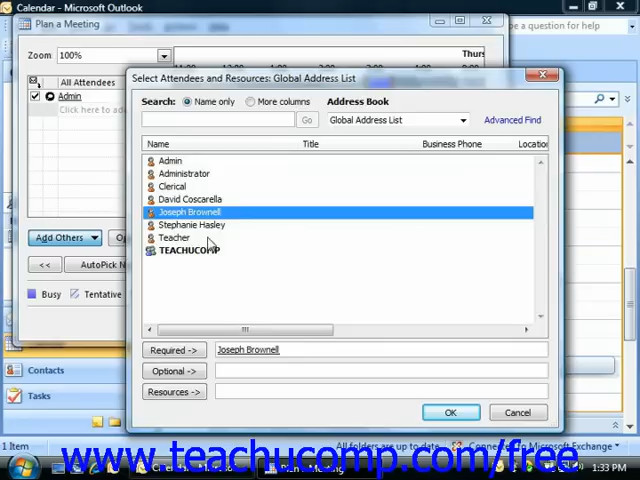 Calendar - Microsoft Outlook
Plan a Meeting
a question for help
Zoom: 100%
Thurs
All Attendees
Admin
Click here to add
Add Others
<<
AutoPick N
Busy
Tentative
Select Attendees and Resources: Global Address List
Search: Name only More columns
Address Book
Go
Global Address List
Advanced Find
Name Title Business Phone Location
Admin
Administrator
Clerical
David Coscarella
Joseph Brownell
Stephanie Hasley
Teacher
TEACHUCOMP
Required -> Joseph Brownell
Optional ->
Resources ->
OK Cancel
Contacts
Tasks
1 Item
All folders are up to date.
Connected to Microsoft Exchange
www.teachucomp.com/free
1:33 PM